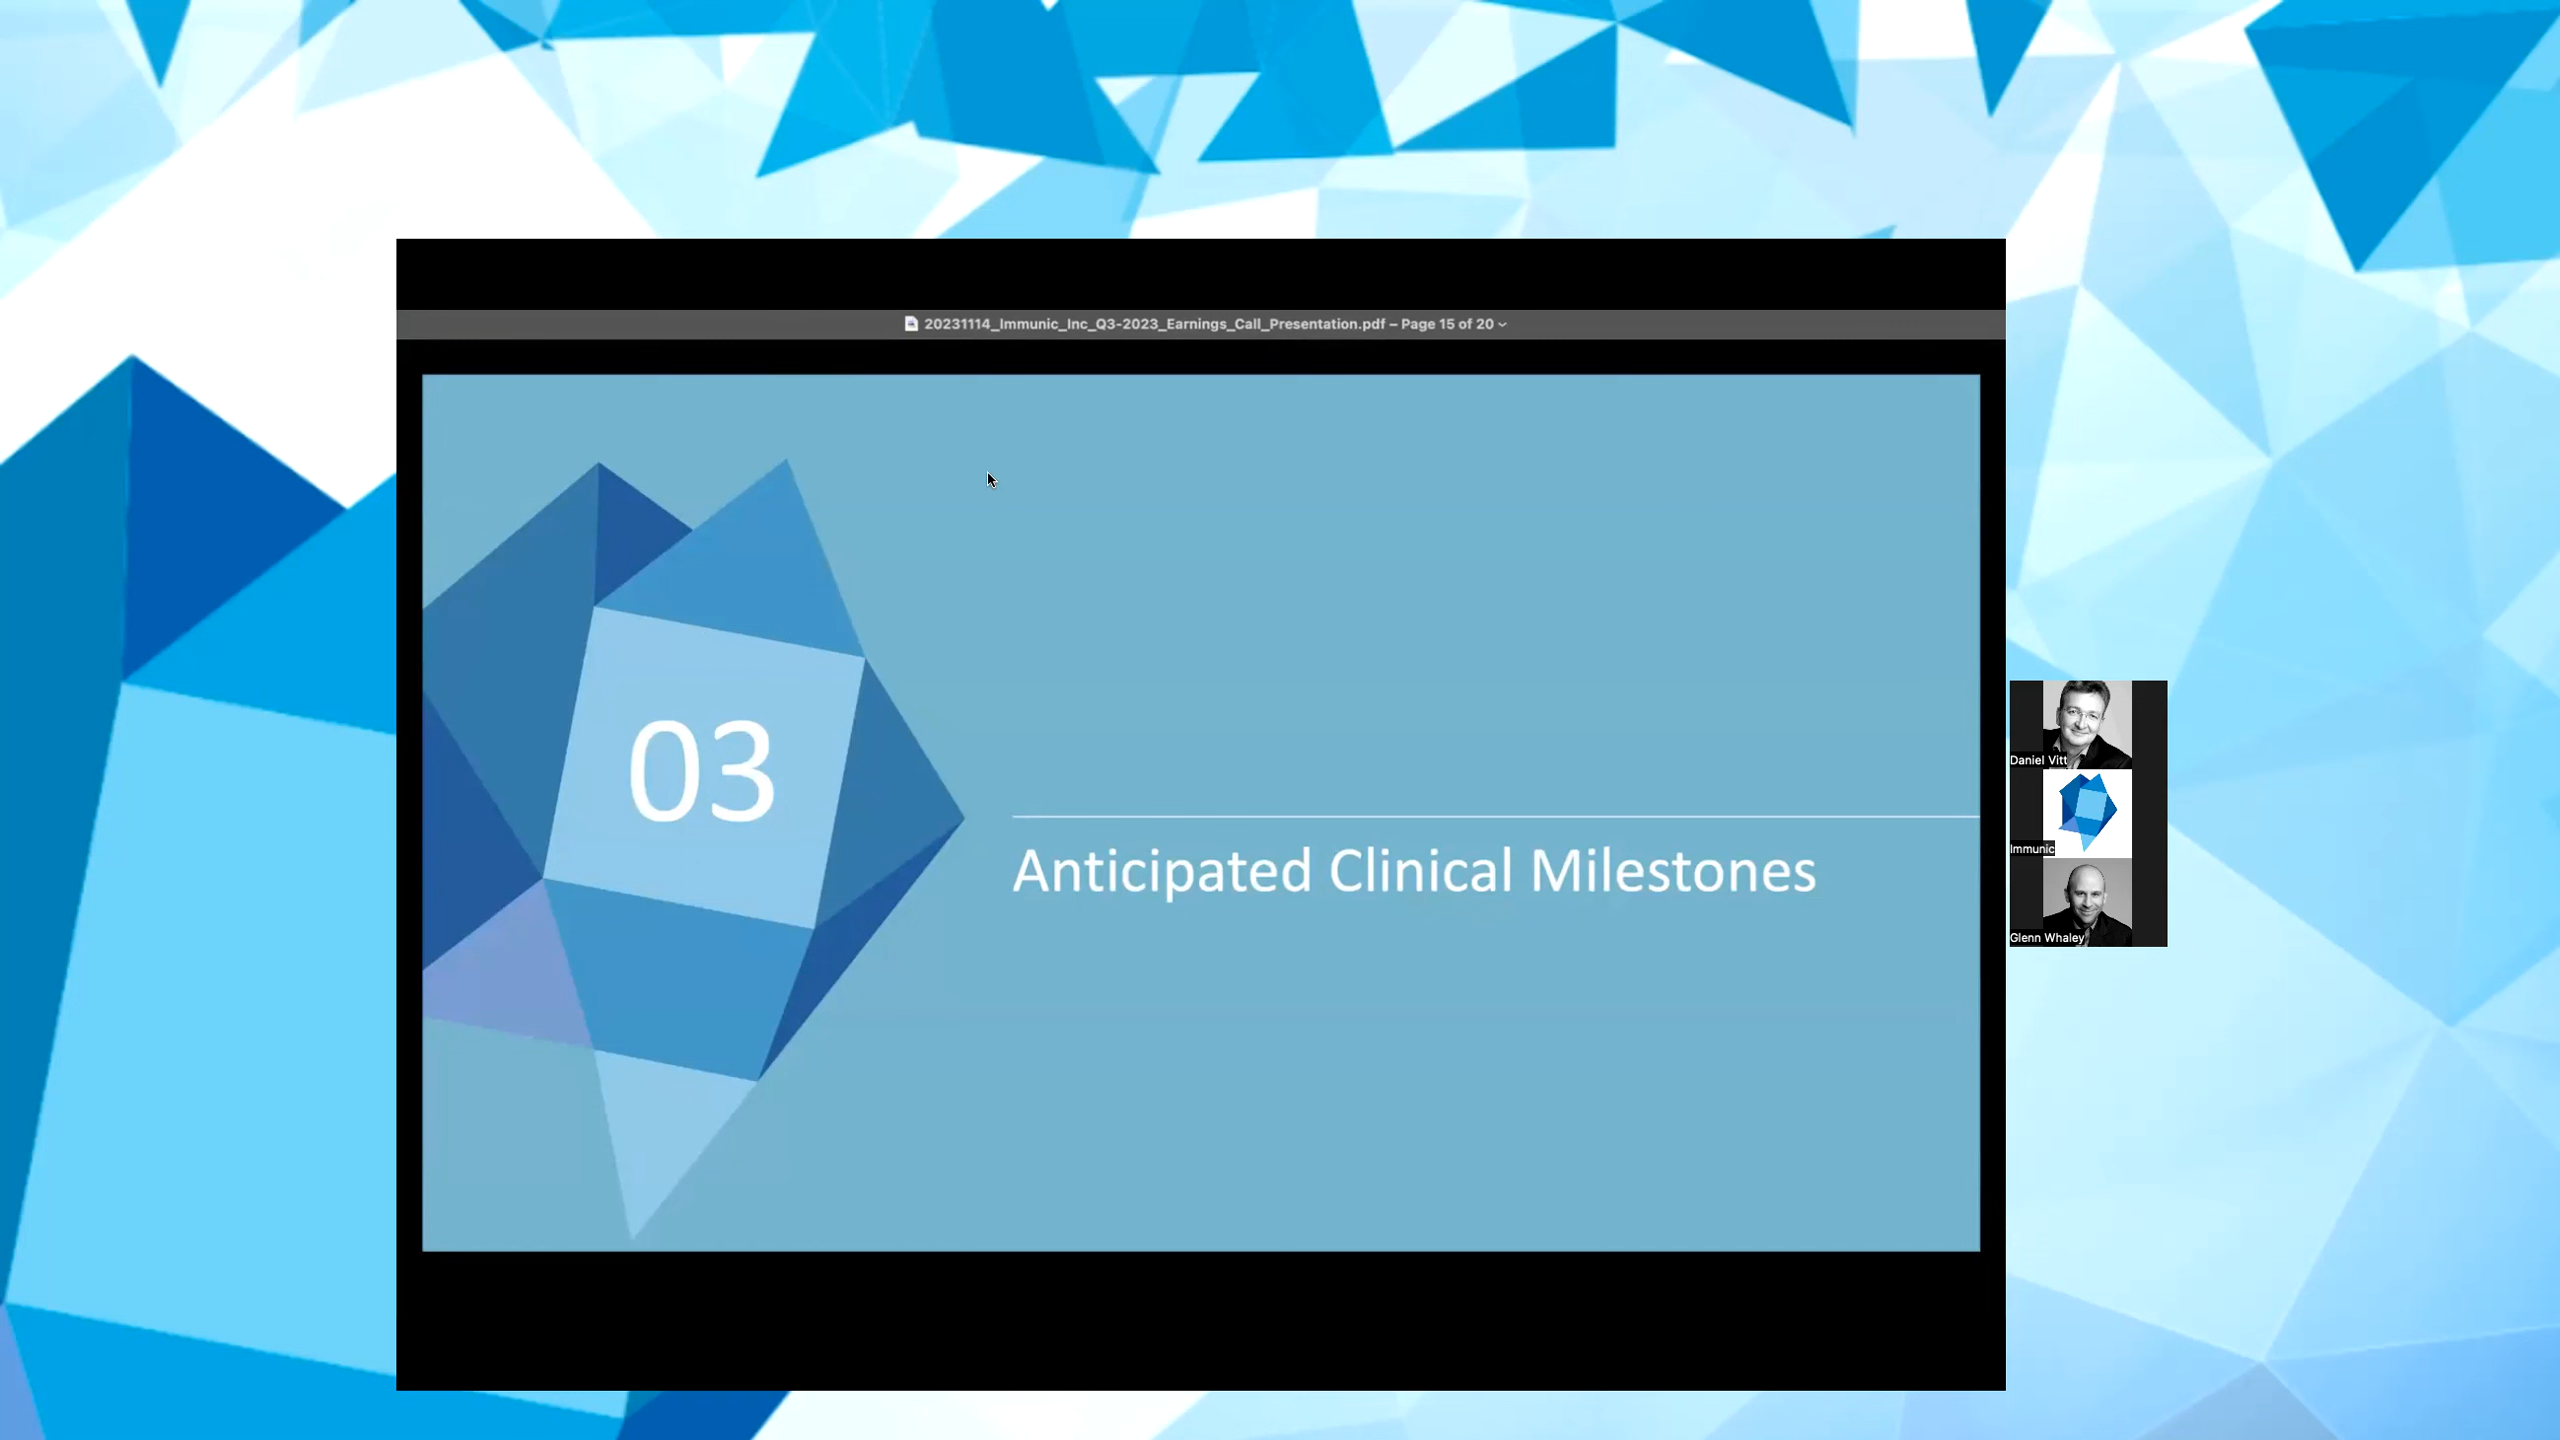 20231114_Immunic_Inc_Q3-2023_Earnings_Call_Presentation.pdf – Page 15 of 20
03
Anticipated Clinical Milestones
Daniel Vitt
Immunic
Glenn Whaley